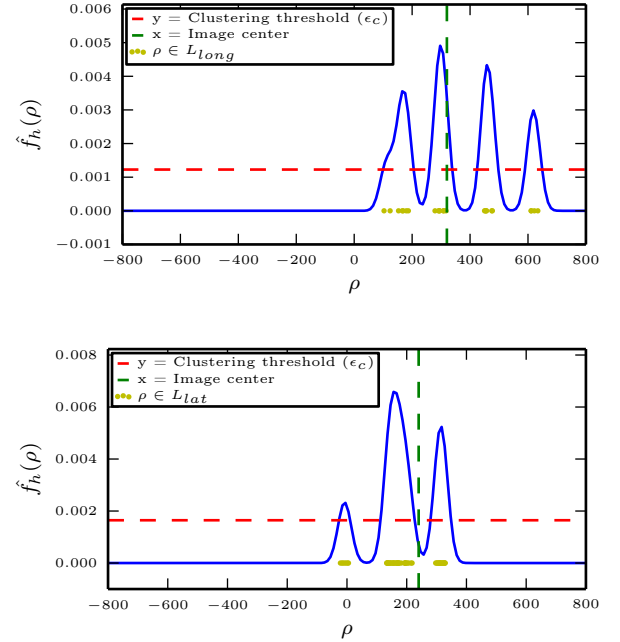 0.006
0.005
0.004
0.003
0.002
0.001
0.000
−0.001
f̂_h(ρ)
y = Clustering threshold (ϵ_c)
x = Image center
ρ ∈ L_long
−800 −600 −400 −200 0 200 400 600 800
ρ
0.008
0.006
0.004
0.002
0.000
f̂_h(ρ)
y = Clustering threshold (ϵ_c)
x = Image center
ρ ∈ L_lat
−800 −600 −400 −200 0 200 400 600 800
ρ